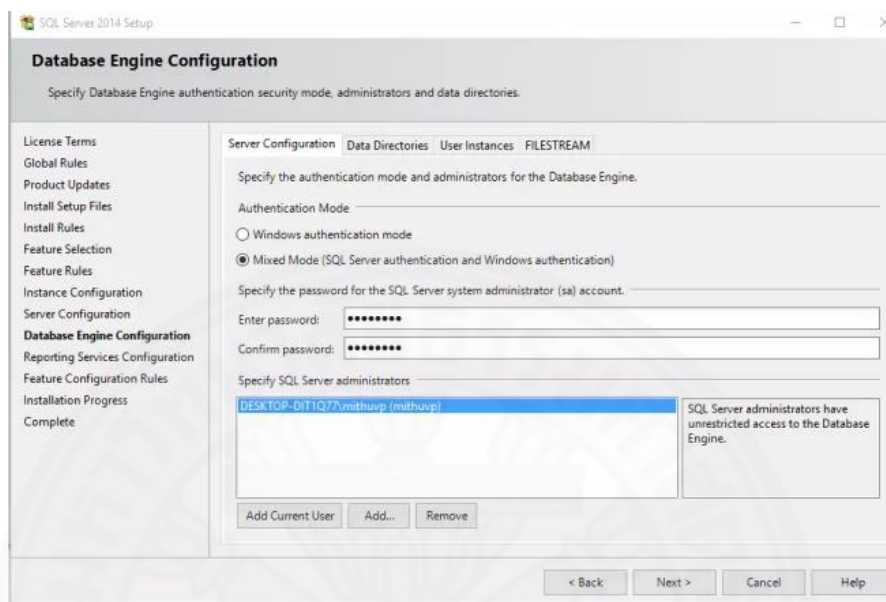 SQL Server 2014 Setup
Database Engine Configuration
Specify Database Engine authentication security mode, administrators and data directories.
License Terms
Global Rules
Product Updates
Install Setup Files
Install Rules
Feature Selection
Feature Rules
Instance Configuration
Server Configuration
Database Engine Configuration
Reporting Services Configuration
Feature Configuration Rules
Installation Progress
Complete
Server Configuration Data Directories User Instances FILESTREAM
Specify the authentication mode and administrators for the Database Engine.
Authentication Mode
Windows authentication mode
Mixed Mode (SQL Server authentication and Windows authentication)
Specify the password for the SQL Server system administrator (sa) account.
Enter password: ●●●●●●●●
Confirm password: ●●●●●●●●
Specify SQL Server administrators
DESKTOP-DIT1Q77\mithuvp (mithuvp)
SQL Server administrators have
unrestricted access to the Database
Engine.
Add Current User Add... Remove
< Back Next > Cancel Help